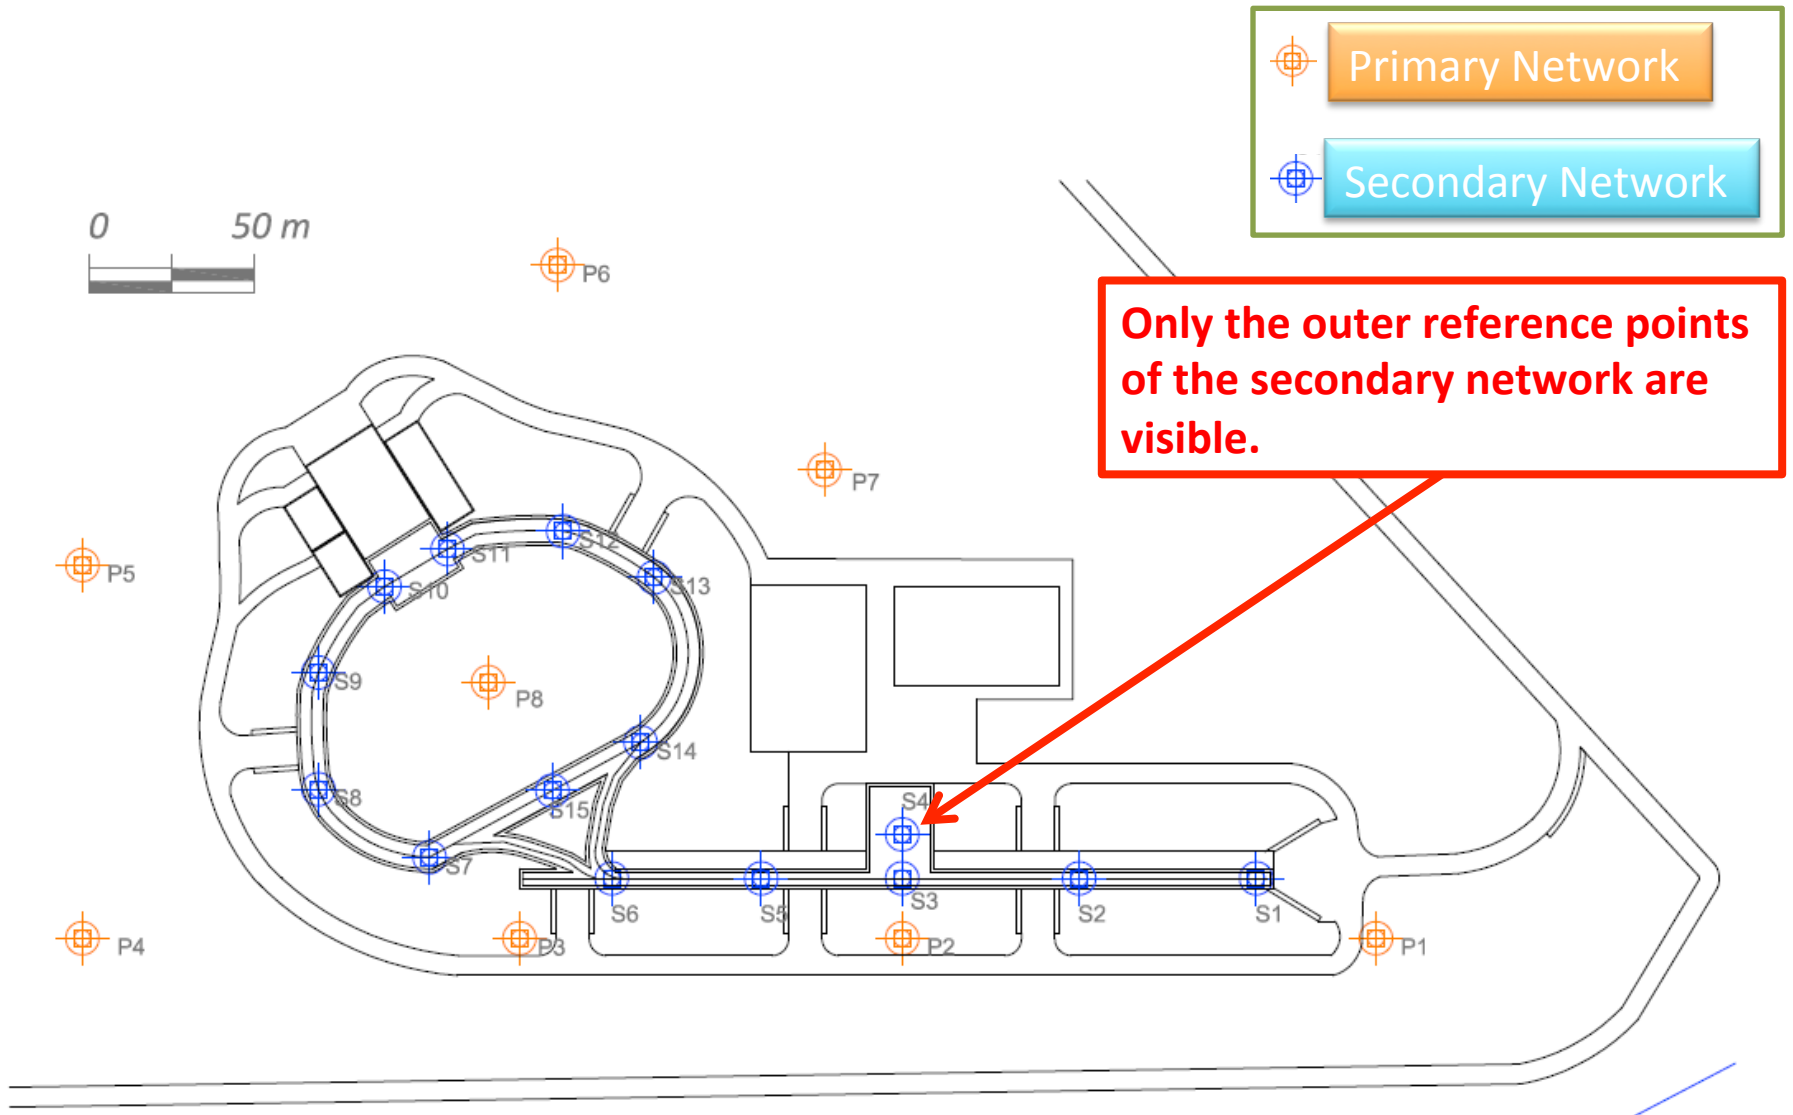 Primary Network
Secondary Network
0 50 m
P6
Only the outer reference points
of the secondary network are
visible.
P7
S12
S11
P5
S10
S13
S9
P8
S14
S8
S15
S4
S7
S6
S5
S3
S2
S1
P4
P3
P2
P1